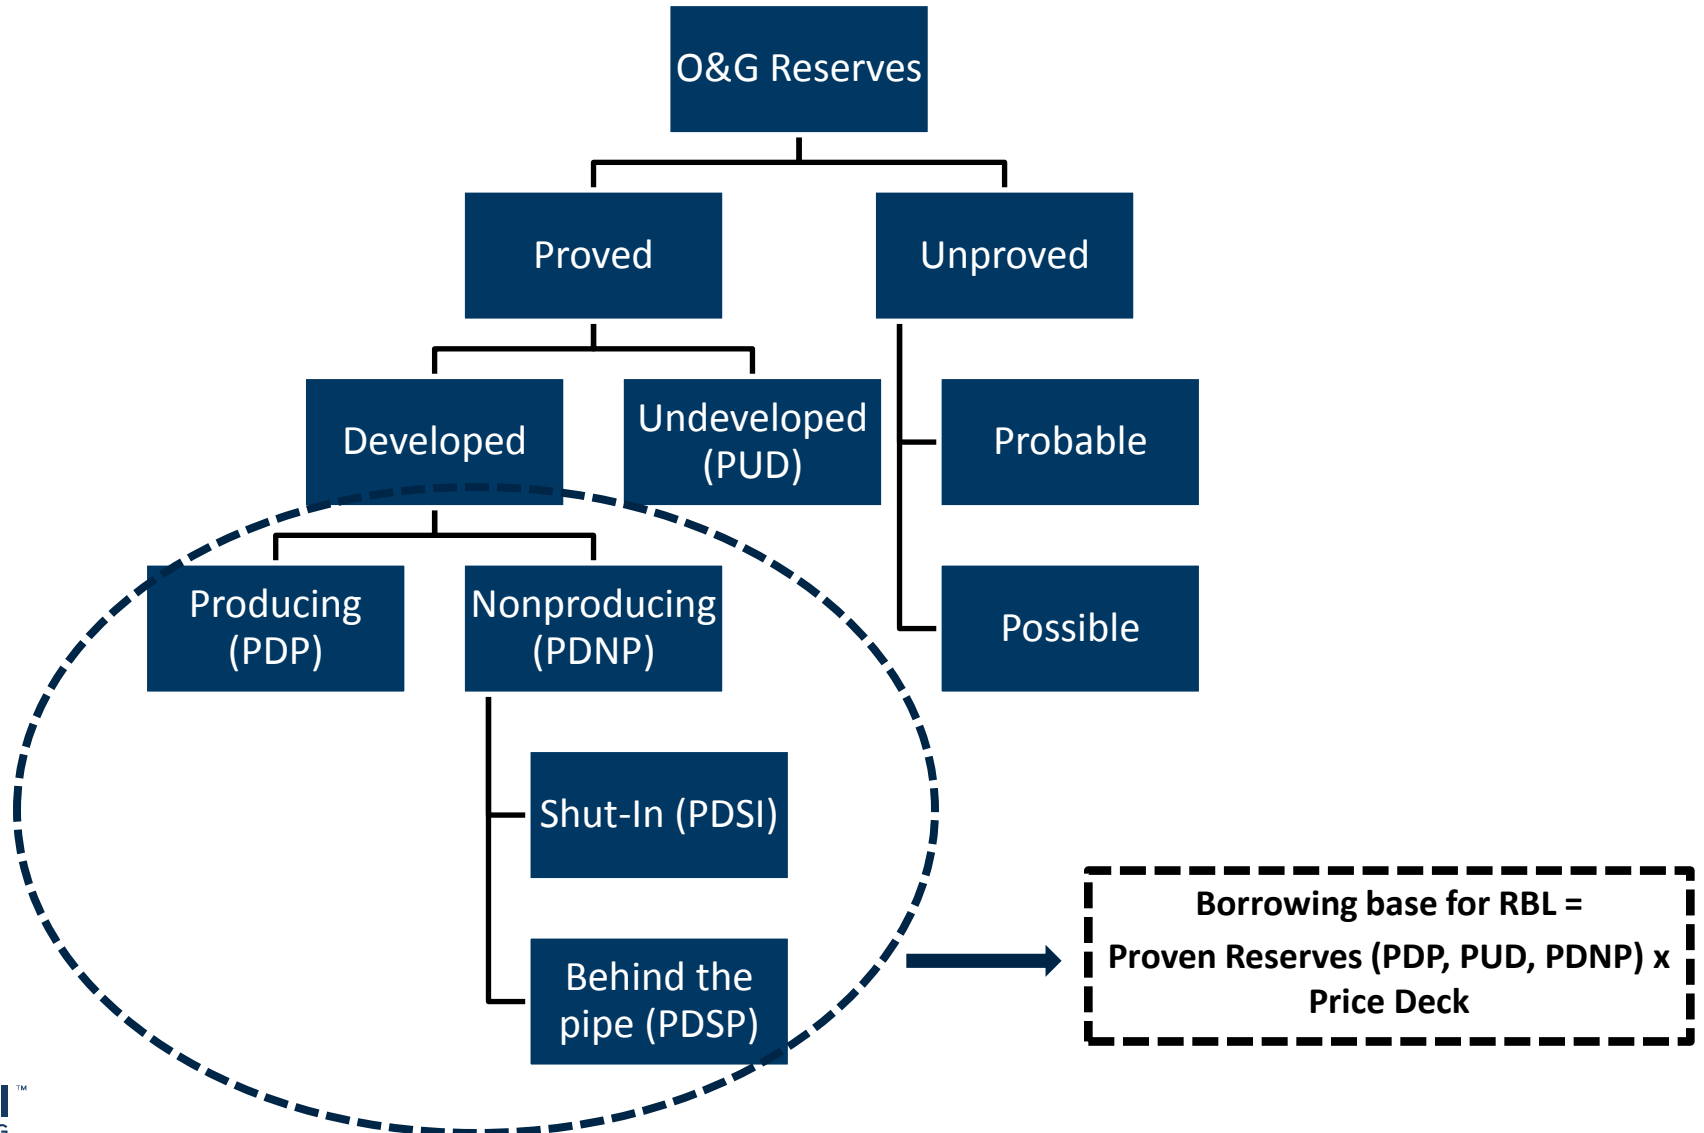 O&G Reserves
Proved
Unproved
Developed
Undeveloped
(PUD)
Probable
Producing
(PDP)
Nonproducing
(PDNP)
Possible
Shut-In (PDSI)
Behind the
pipe (PDSP)
Borrowing base for RBL =
Proven Reserves (PDP, PUD, PDNP) x
Price Deck
TM